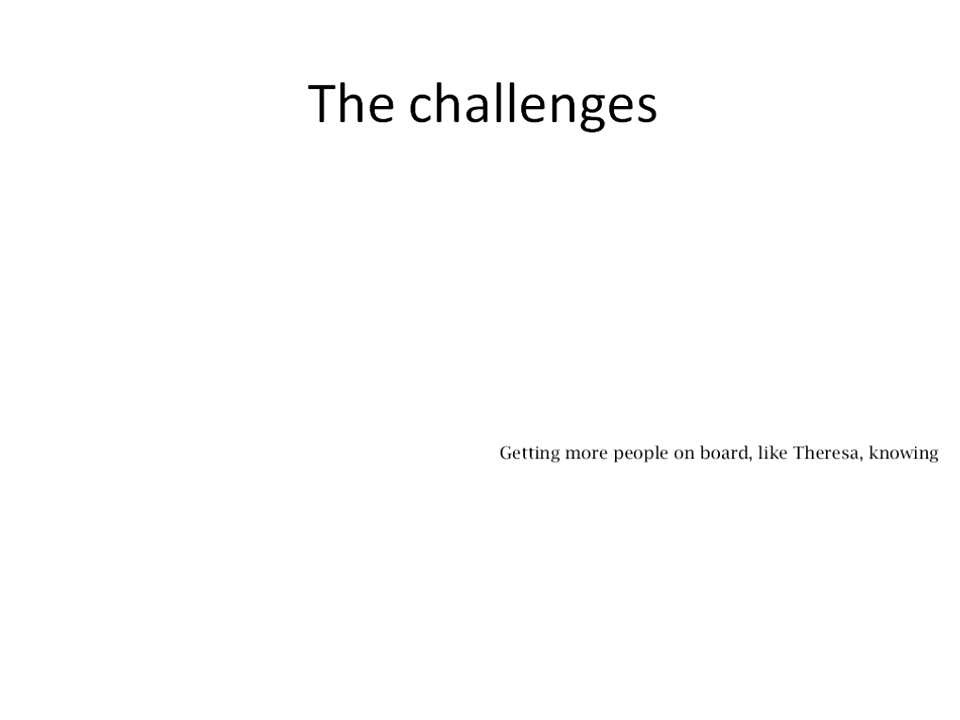 The challenges
Getting more people on board, like Theresa, knowing